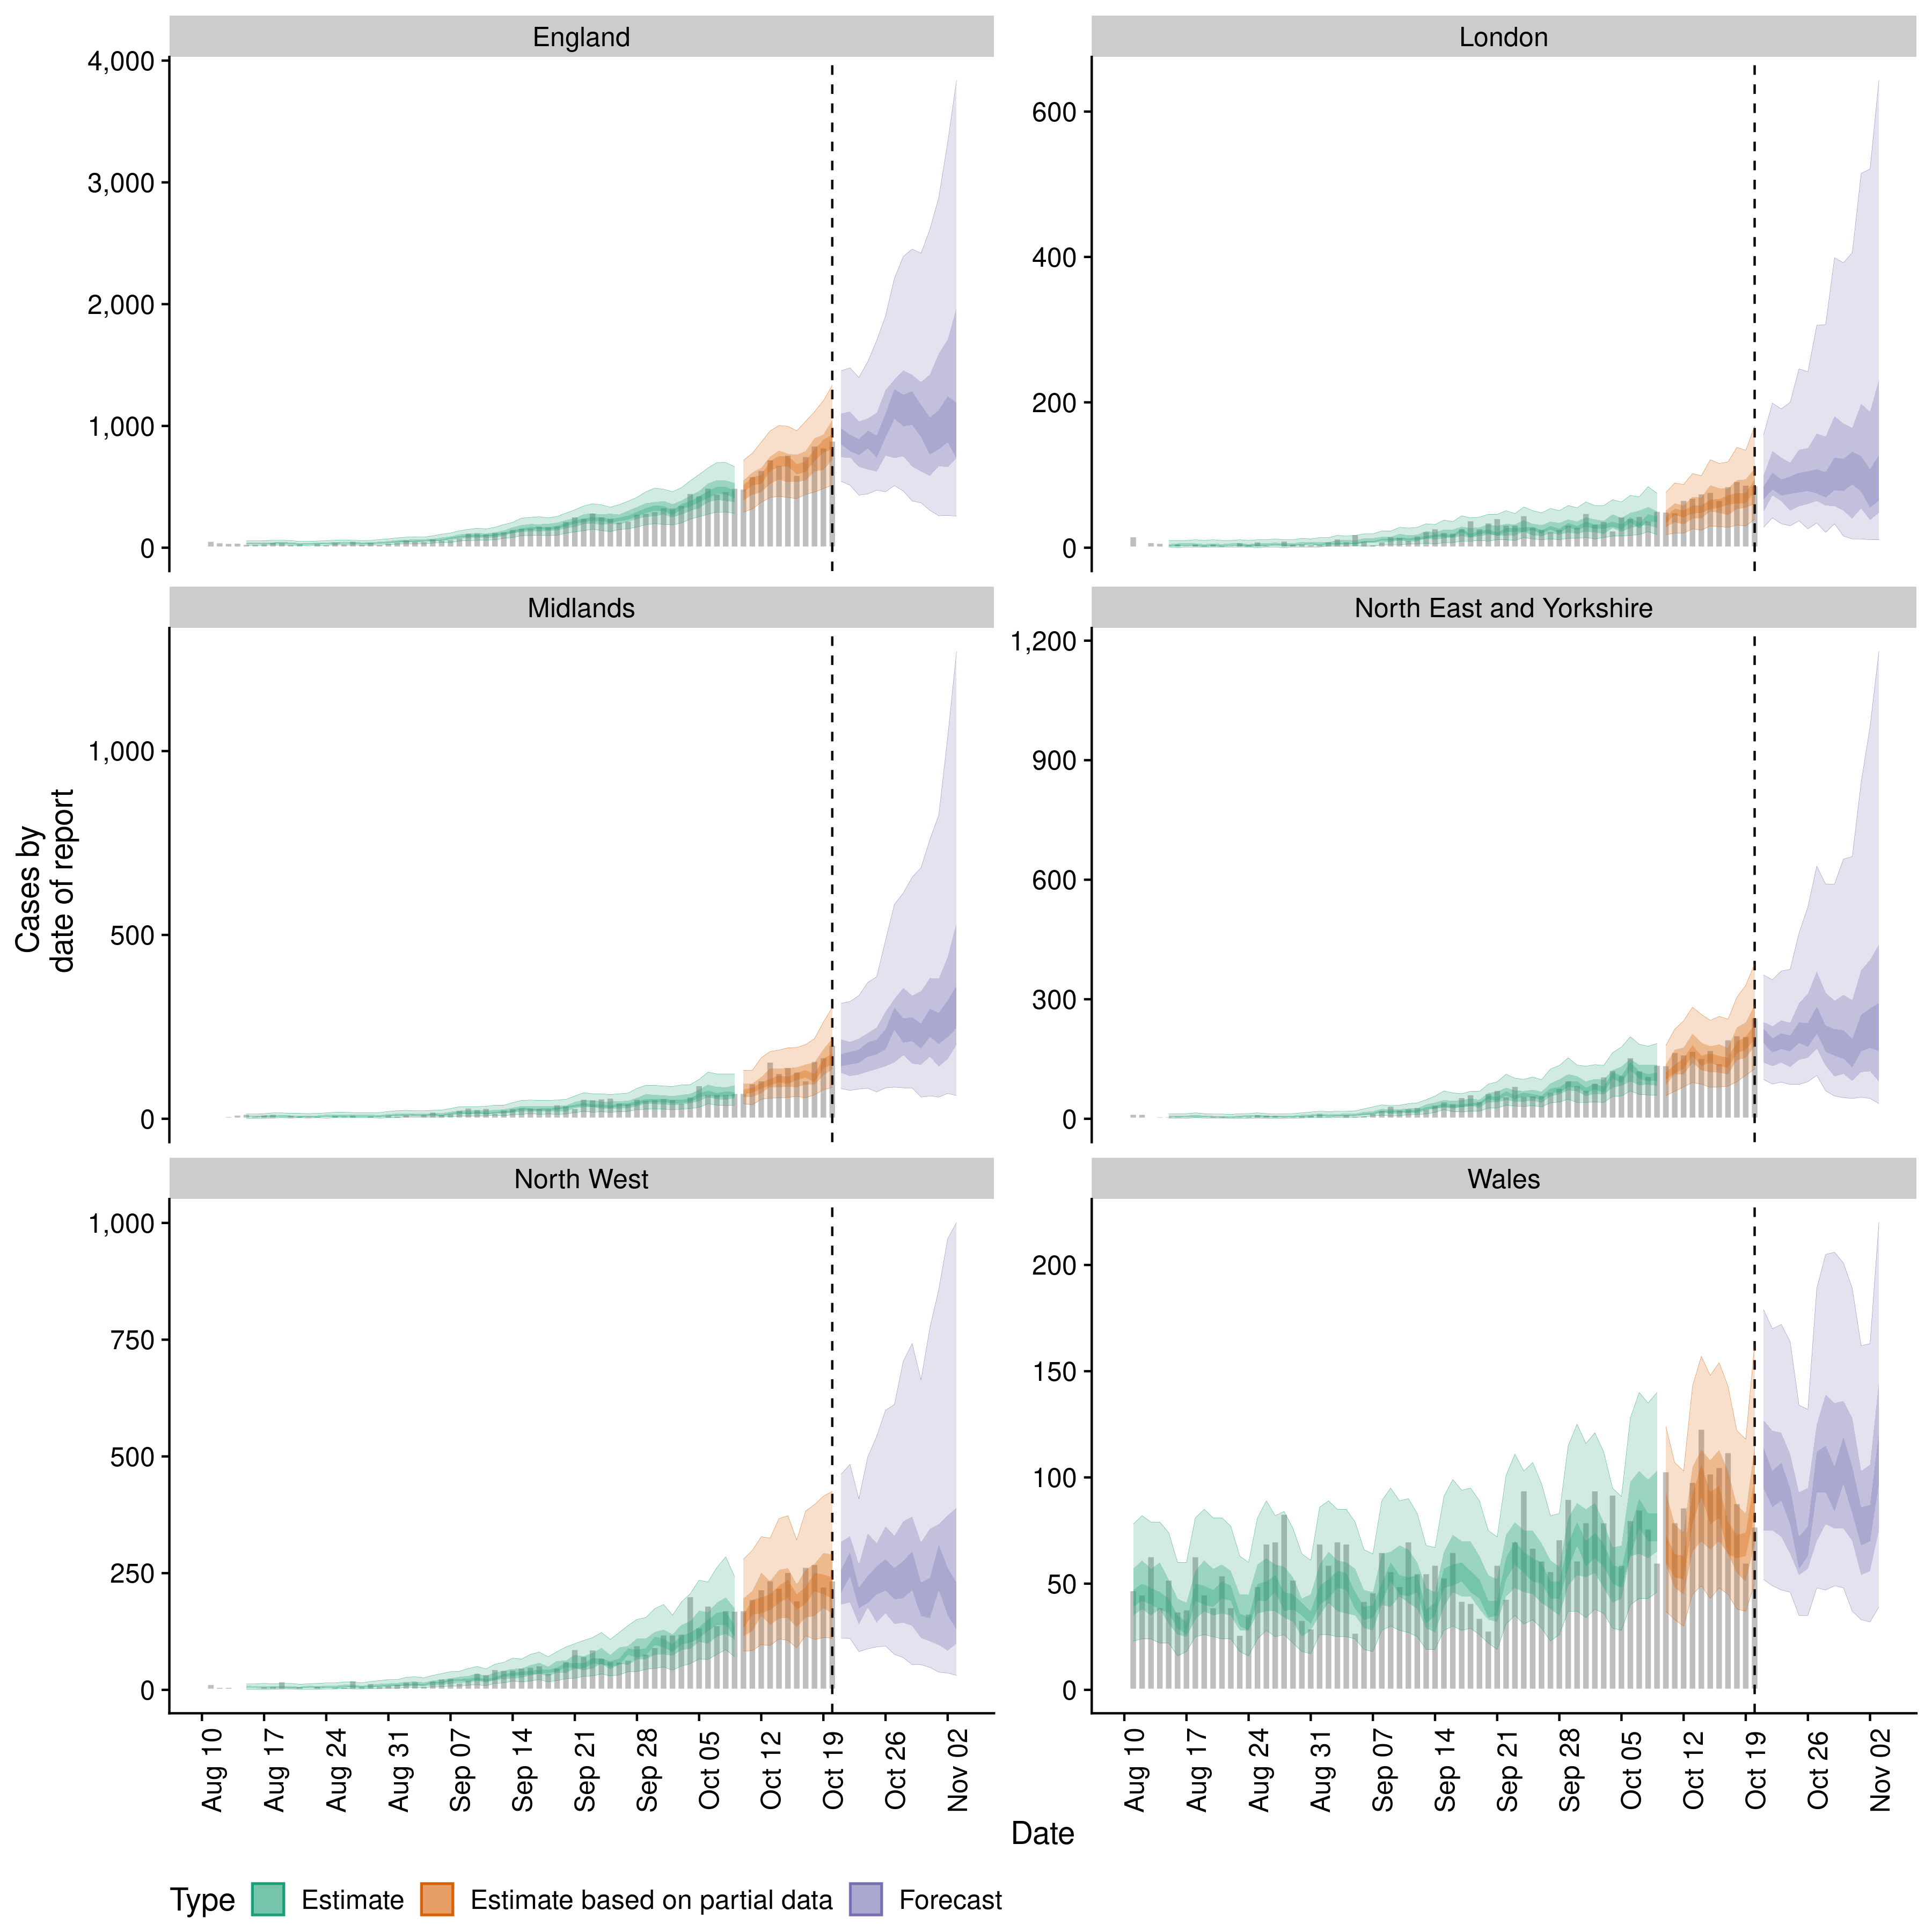 England
London
4,000
3,000
2,000
1,000
0
600
400
200
0
Midlands
North East and Yorkshire
1,000
500
0
1,200
900
600
300
0
Cases by
date of report
North West
Wales
1,000
750
500
250
0
200
150
100
50
0
Aug 10
Aug 17
Aug 24
Aug 31
Sep 07
Sep 14
Sep 21
Sep 28
Oct 05
Oct 12
Oct 19
Oct 26
Nov 02
Aug 10
Aug 17
Aug 24
Aug 31
Sep 07
Sep 14
Sep 21
Sep 28
Oct 05
Oct 12
Oct 19
Oct 26
Nov 02
Date
Type Estimate Estimate based on partial data Forecast